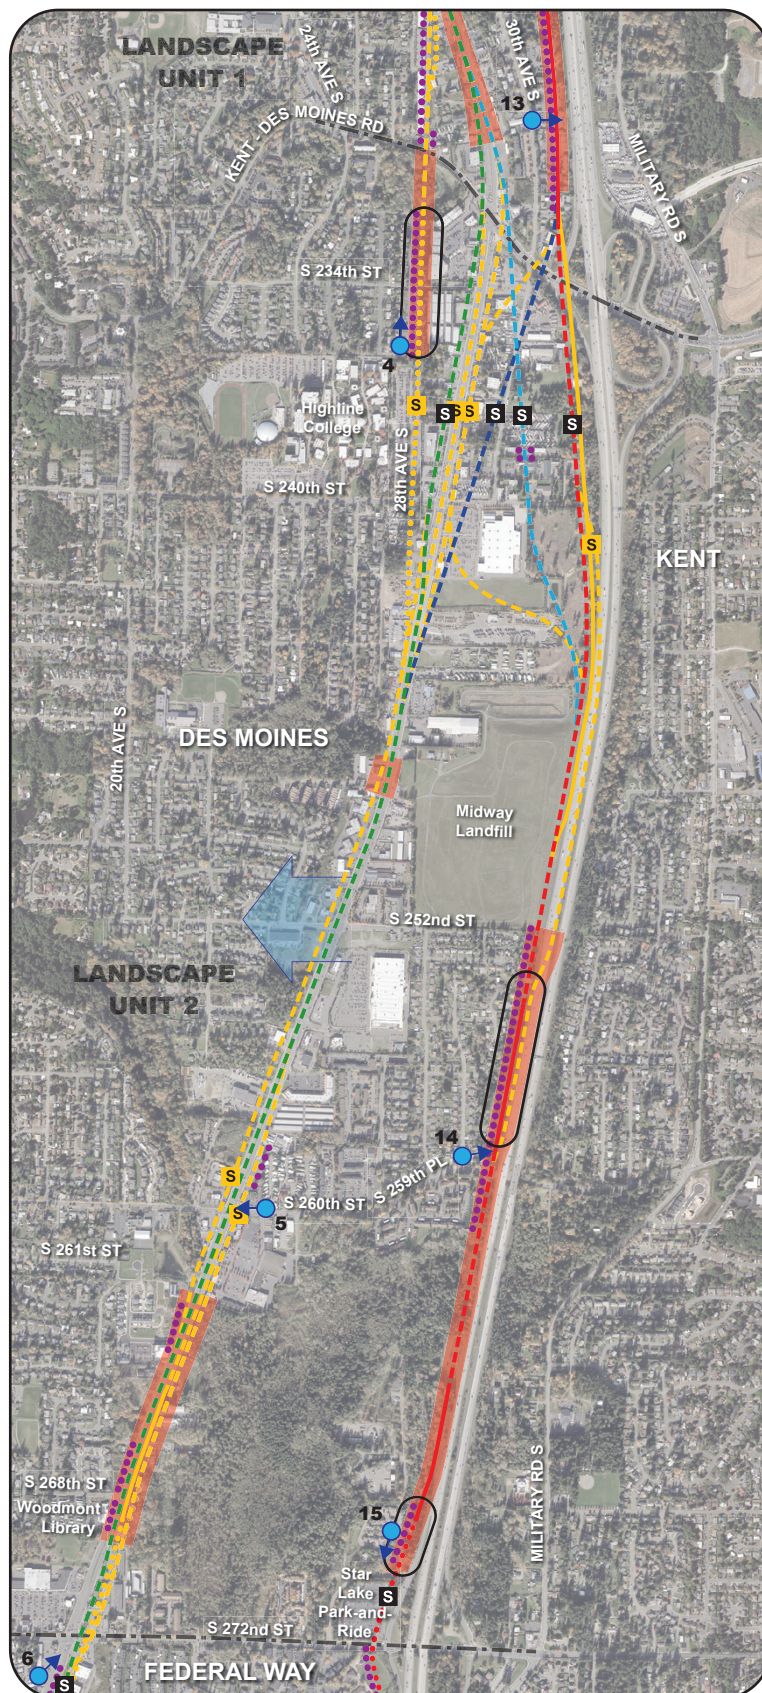 LANDSCAPE
UNIT 1
24th AVE S
30th AVE S
13
KENT - DES MOINES RD
MILITARY RD S
S 234th ST
4
S
S
S
S
S
S
S
Highline
College
28th AVE S
S 240th ST
S
KENT
20th AVE S
DES MOINES
Midway
Landfill
S 252nd ST
LANDSCAPE
UNIT 2
14
S 259th PL
S
S 260th ST
S
5
S 261st ST
S 268th ST
Woodmont
Library
MILITARY RD S
15
Star
Lake
Park-and-
Ride
S
S 272nd ST
6
S
FEDERAL WAY